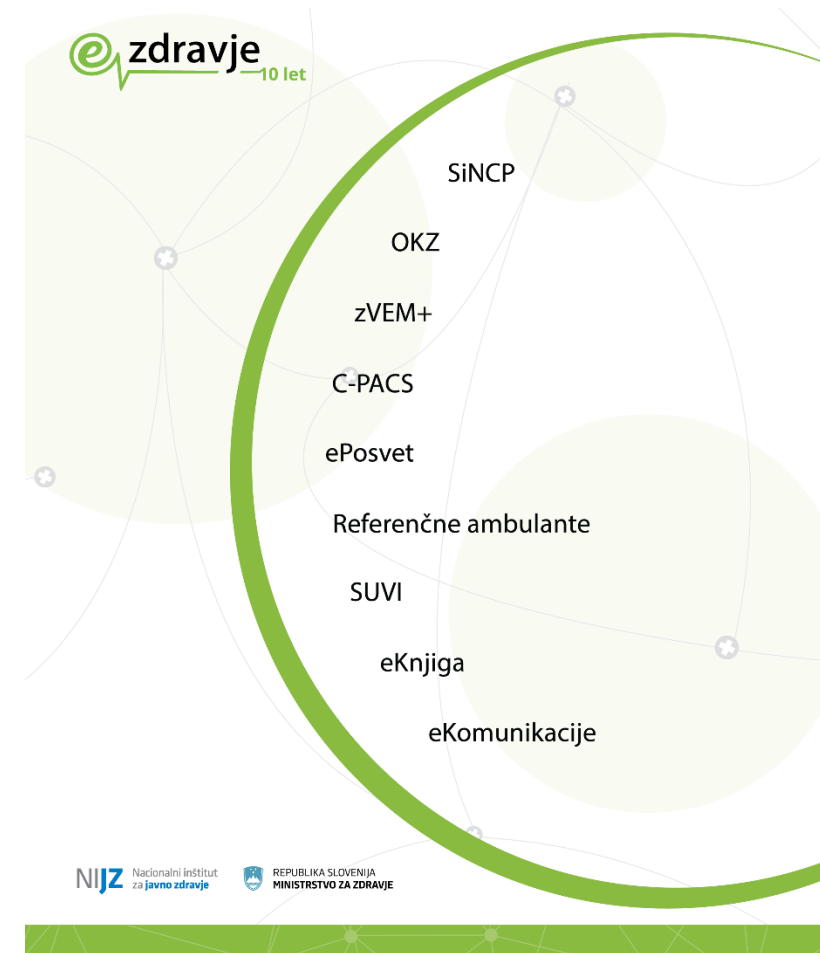 e zdravje
10 let
SiNCP
OKZ
zVEM+
C-PACS
ePosvet
Referenčne ambulante
SUVI
eKnjiga
eKomunikacije
NIJZ Nacionalni inštitut
za javno zdravje
REPUBLIKA SLOVENIJA
MINISTRSTVO ZA ZDRAVJE